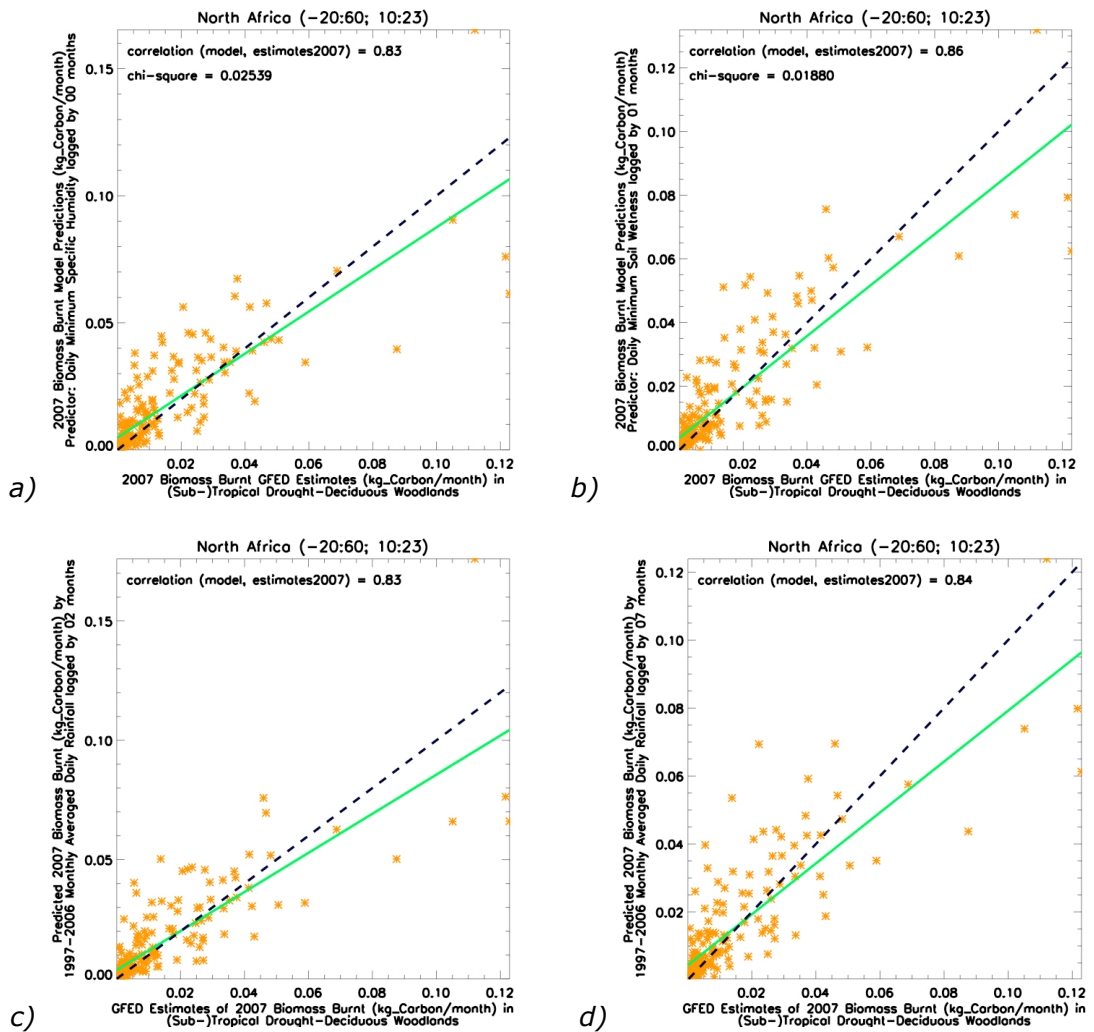 North Africa (−20:60; 10:23)
correlation (model, estimates2007) = 0.83
chi-square = 0.02539
2007 Biomass Burnt Model Predictions (kg_Carbon/month)
Predictor: Daily Minimum Specific Humidity logged by 00 months
0.15
0.10
0.05
0.00
0.02 0.04 0.06 0.08 0.10 0.12
2007 Biomass Burnt GFED Estimates (kg_Carbon/month) in
(Sub-)Tropical Drought-Deciduous Woodlands
a)
North Africa (−20:60; 10:23)
correlation (model, estimates2007) = 0.86
chi-square = 0.01880
2007 Biomass Burnt Model Predictions (kg_Carbon/month)
Predictor: Daily Minimum Soil Wetness logged by 01 months
0.12
0.10
0.08
0.06
0.04
0.02
0.00
0.02 0.04 0.06 0.08 0.10 0.12
2007 Biomass Burnt GFED Estimates (kg_Carbon/month) in
(Sub-)Tropical Drought-Deciduous Woodlands
b)
North Africa (−20:60; 10:23)
correlation (model, estimates2007) = 0.83
Predicted 2007 Biomass Burnt (kg_Carbon/month) by
1997-2006 Monthly Averaged Daily Rainfall logged by 02 months
0.15
0.10
0.05
0.00
0.00 0.02 0.04 0.06 0.08 0.10 0.12
GFED Estimates of 2007 Biomass Burnt (kg_Carbon/month) in
(Sub-)Tropical Drought-Deciduous Woodlands
c)
North Africa (−20:60; 10:23)
correlation (model, estimates2007) = 0.84
Predicted 2007 Biomass Burnt (kg_Carbon/month) by
1997-2006 Monthly Averaged Daily Rainfall logged by 07 months
0.12
0.10
0.08
0.06
0.04
0.02
0.00 0.02 0.04 0.06 0.08 0.10 0.12
GFED Estimates of 2007 Biomass Burnt (kg_Carbon/month) in
(Sub-)Tropical Drought-Deciduous Woodlands
d)